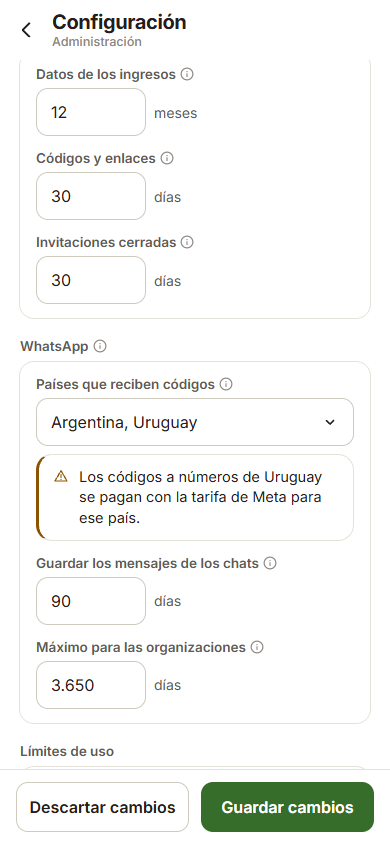 Configuración
Administración
Datos de los ingresos
12 meses
Códigos y enlaces
30 días
Invitaciones cerradas
30 días
WhatsApp
Países que reciben códigos
Argentina, Uruguay
Los códigos a números de Uruguay
se pagan con la tarifa de Meta para
ese país.
Guardar los mensajes de los chats
90 días
Máximo para las organizaciones
3.650 días
Límites de uso
Descartar cambios
Guardar cambios